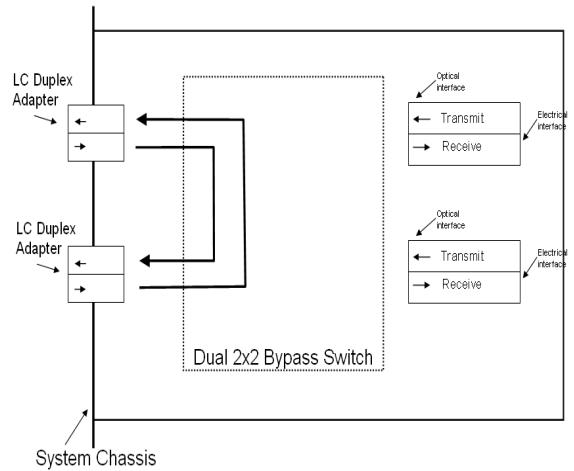 LC Duplex
Adapter
Optical
interface
Transmit
Receive
Electrical
interface
LC Duplex
Adapter
Optical
interface
Transmit
Receive
Electrical
interface
Dual 2x2 Bypass Switch
System Chassis